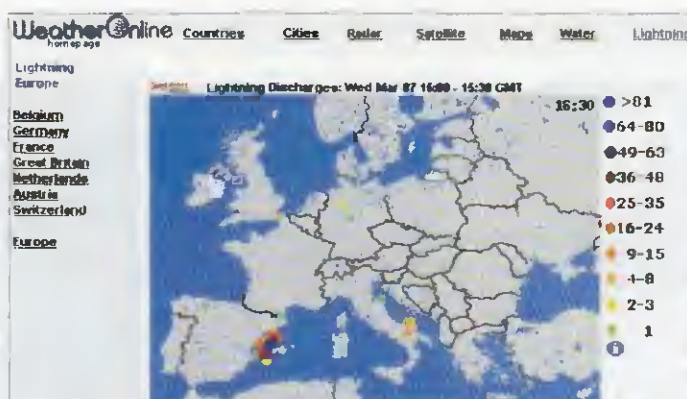 WeatherOnline
homepage
Countries Cities Radar Satellite Maps Water Lightning
Lightning
Europe
Belgium
Germany
France
Great Britain
Netherlands
Austria
Switzerland
Europe
Lightning Discharges: Wed Mar 07 16:00 - 15:30 GMT
16:30
>81
64-80
49-63
36-48
25-35
16-24
9-15
4-8
2-3
1